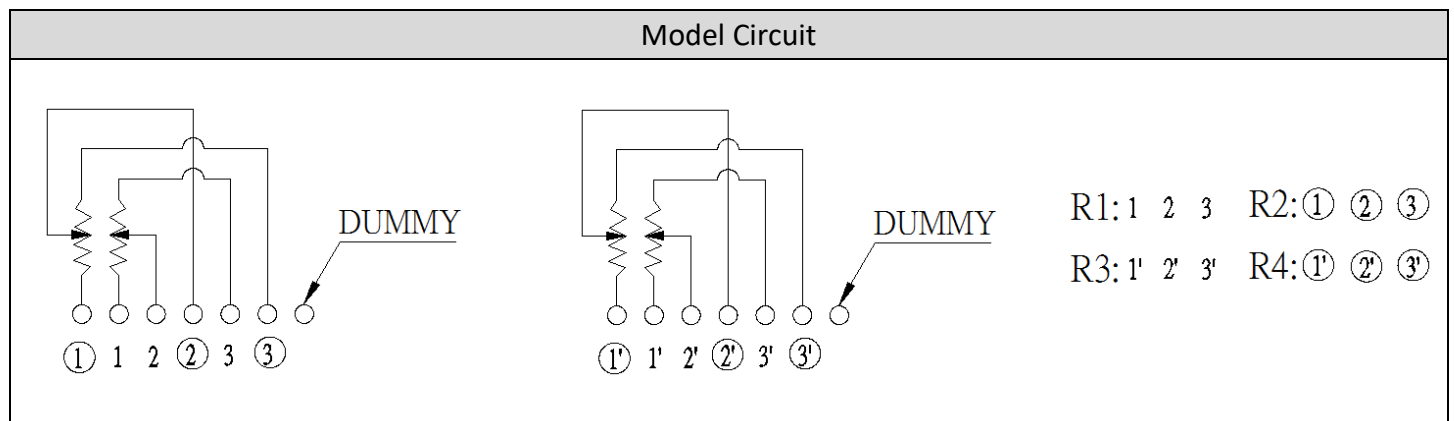 Model Circuit
DUMMY
① 1 2 ② 3 ③
DUMMY
①' 1' 2' ②' 3' ③'
R1: 1 2 3 R2: ① ② ③
R3: 1' 2' 3' R4: ①' ②' ③'